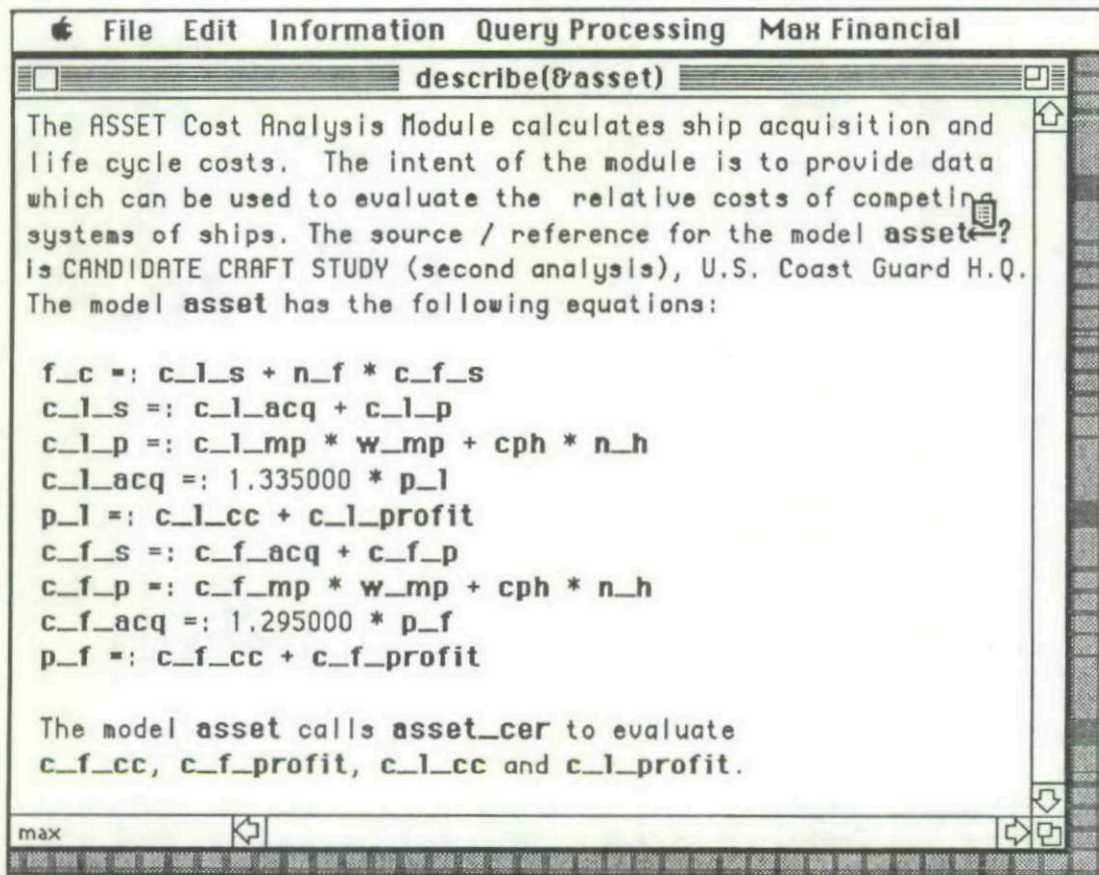 File Edit Information Query Processing Max Financial
describe(&asset)
The ASSET Cost Analysis Module calculates ship acquisition and
life cycle costs. The intent of the module is to provide data
which can be used to evaluate the relative costs of competing
systems of ships. The source / reference for the model asset ?
is CANDIDATE CRAFT STUDY (second analysis), U.S. Coast Guard H.Q.
The model asset has the following equations:
f_c =: c_l_s + n_f * c_f_s
c_l_s =: c_l_acq + c_l_p
c_l_p =: c_l_mp * w_mp + cph * n_h
c_l_acq =: 1.335000 * p_l
p_l =: c_l_cc + c_l_profit
c_f_s =: c_f_acq + c_f_p
c_f_p =: c_f_mp * w_mp + cph * n_h
c_f_acq =: 1.295000 * p_f
p_f =: c_f_cc + c_f_profit
The model asset calls asset_cer to evaluate
c_f_cc, c_f_profit, c_l_cc and c_l_profit.
max